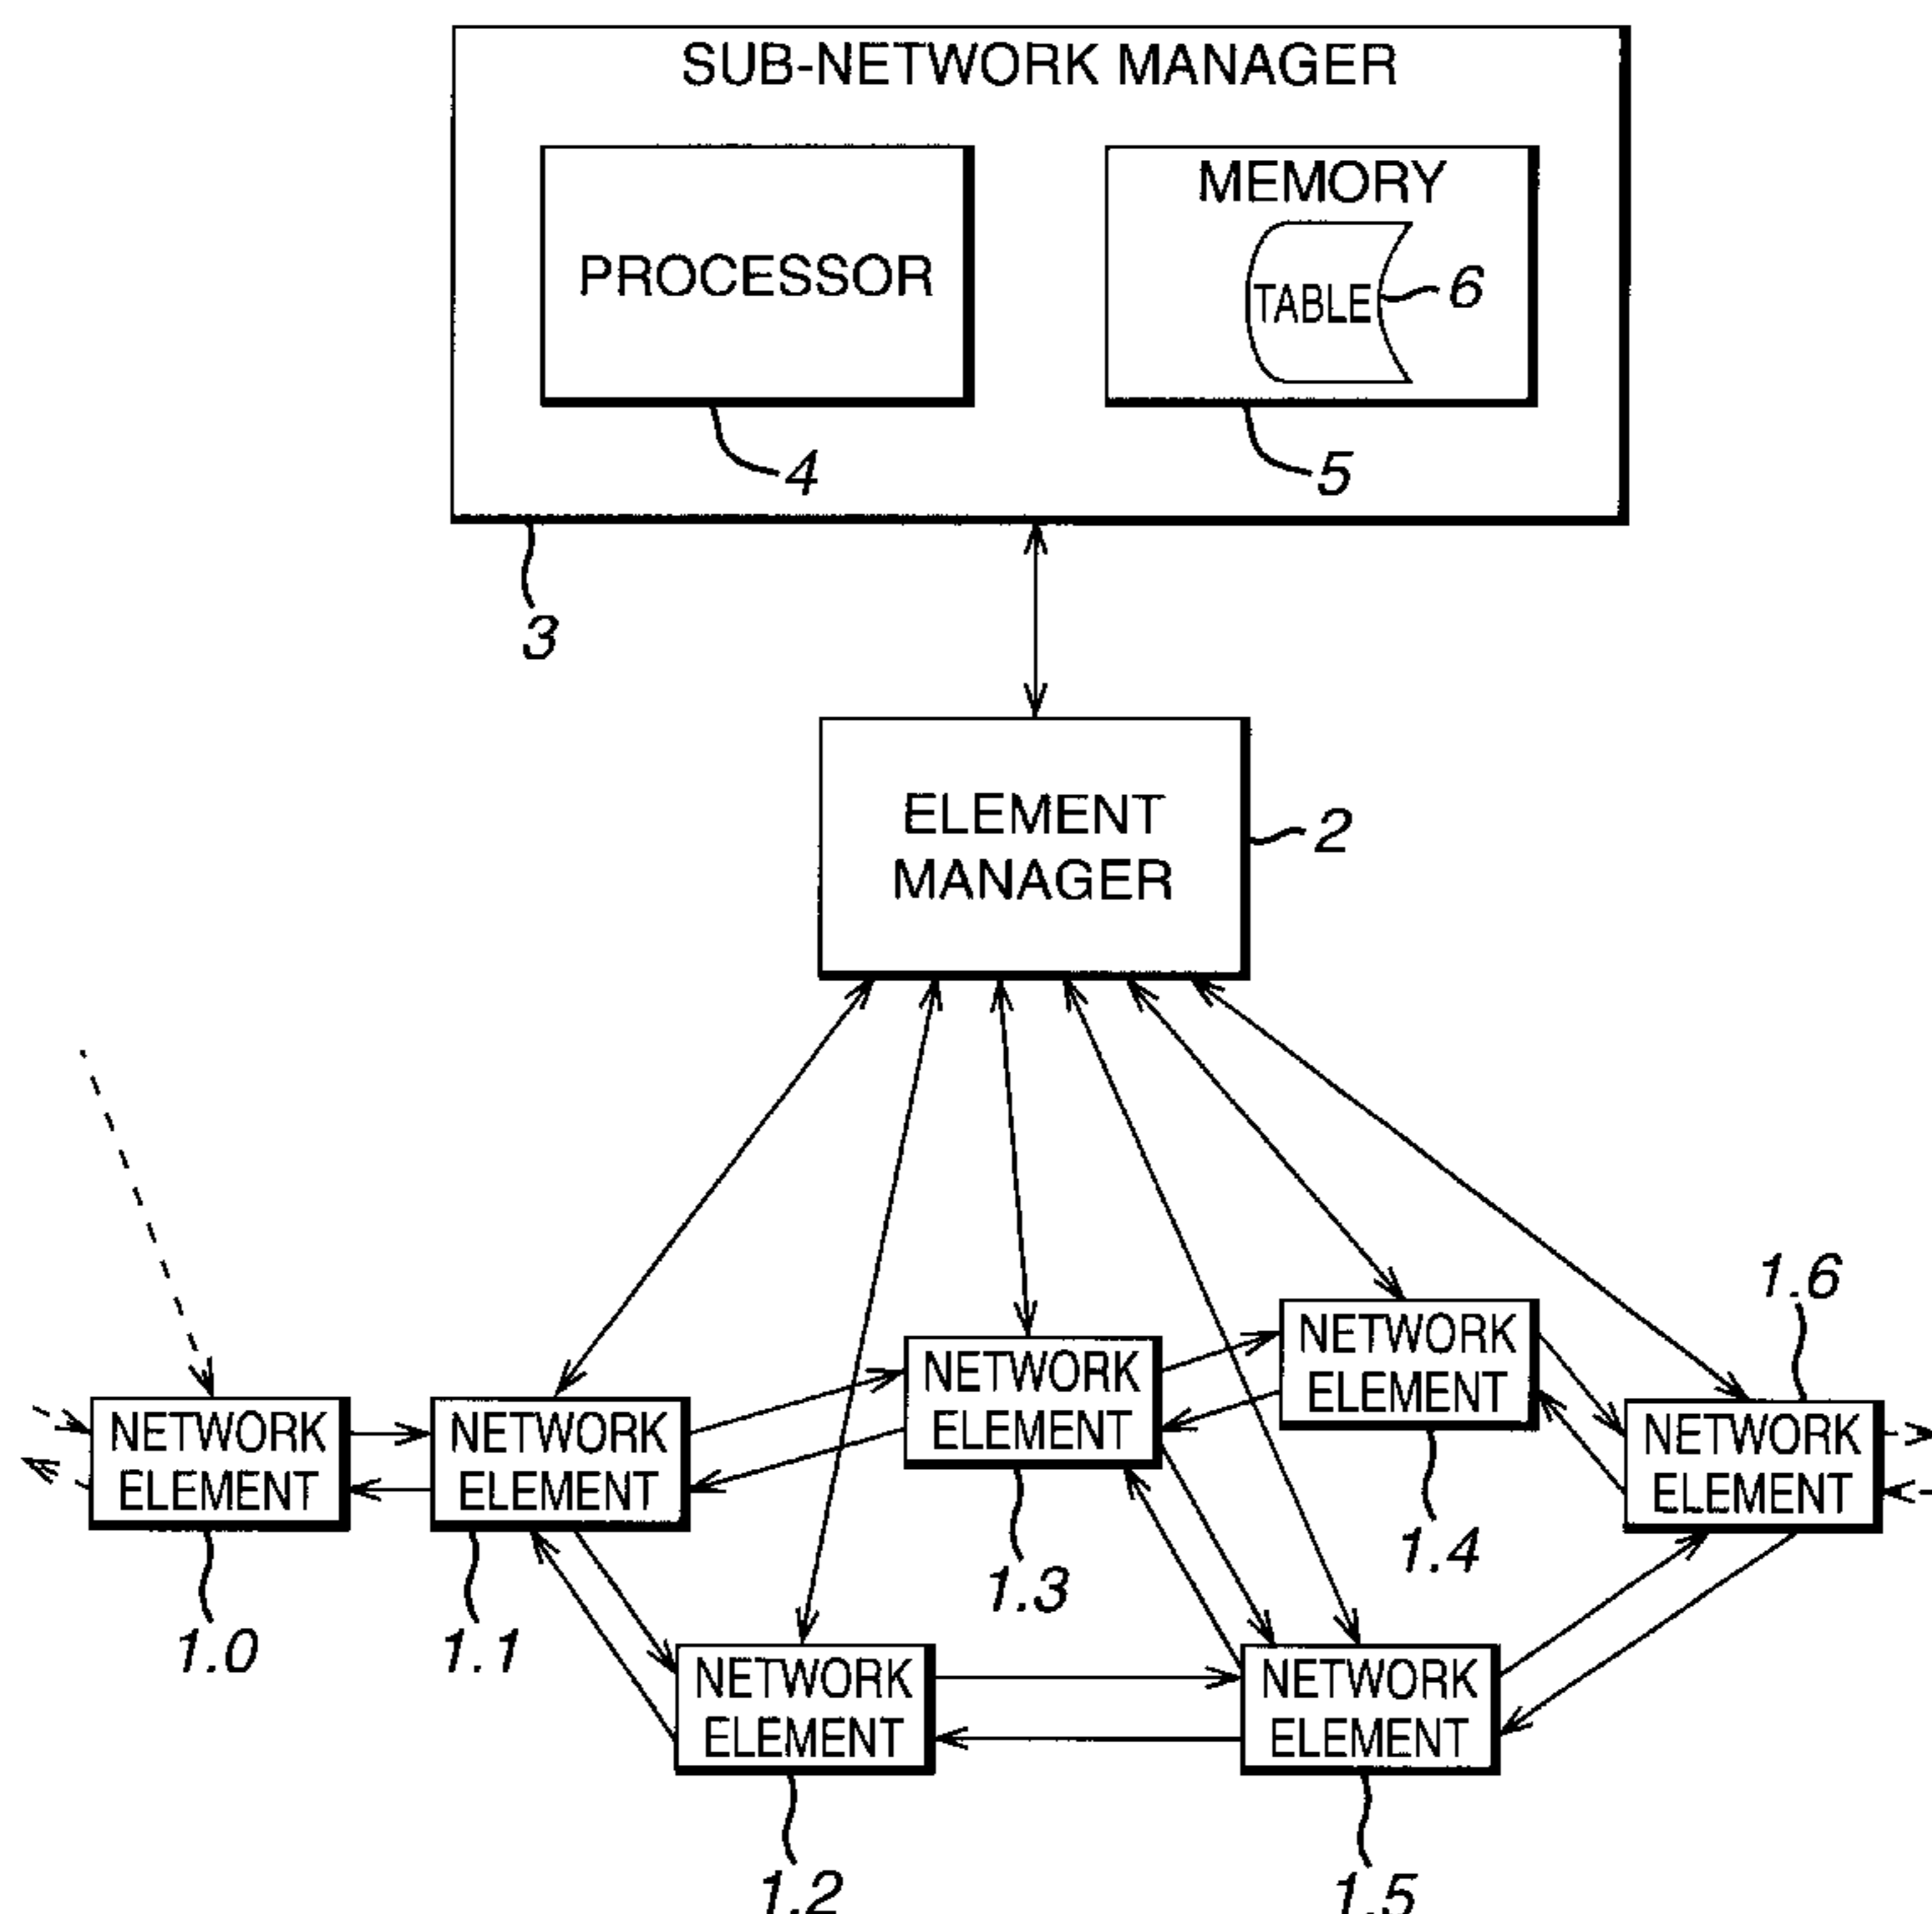 SUB-NETWORK MANAGER
PROCESSOR
MEMORY
TABLE
6
4
5
3
ELEMENT
MANAGER
2
1.6
NETWORK
ELEMENT
NETWORK
ELEMENT
NETWORK
ELEMENT
NETWORK
ELEMENT
NETWORK
ELEMENT
1.4
1.3
1.0
1.1
NETWORK
ELEMENT
NETWORK
ELEMENT
1.2
1.5